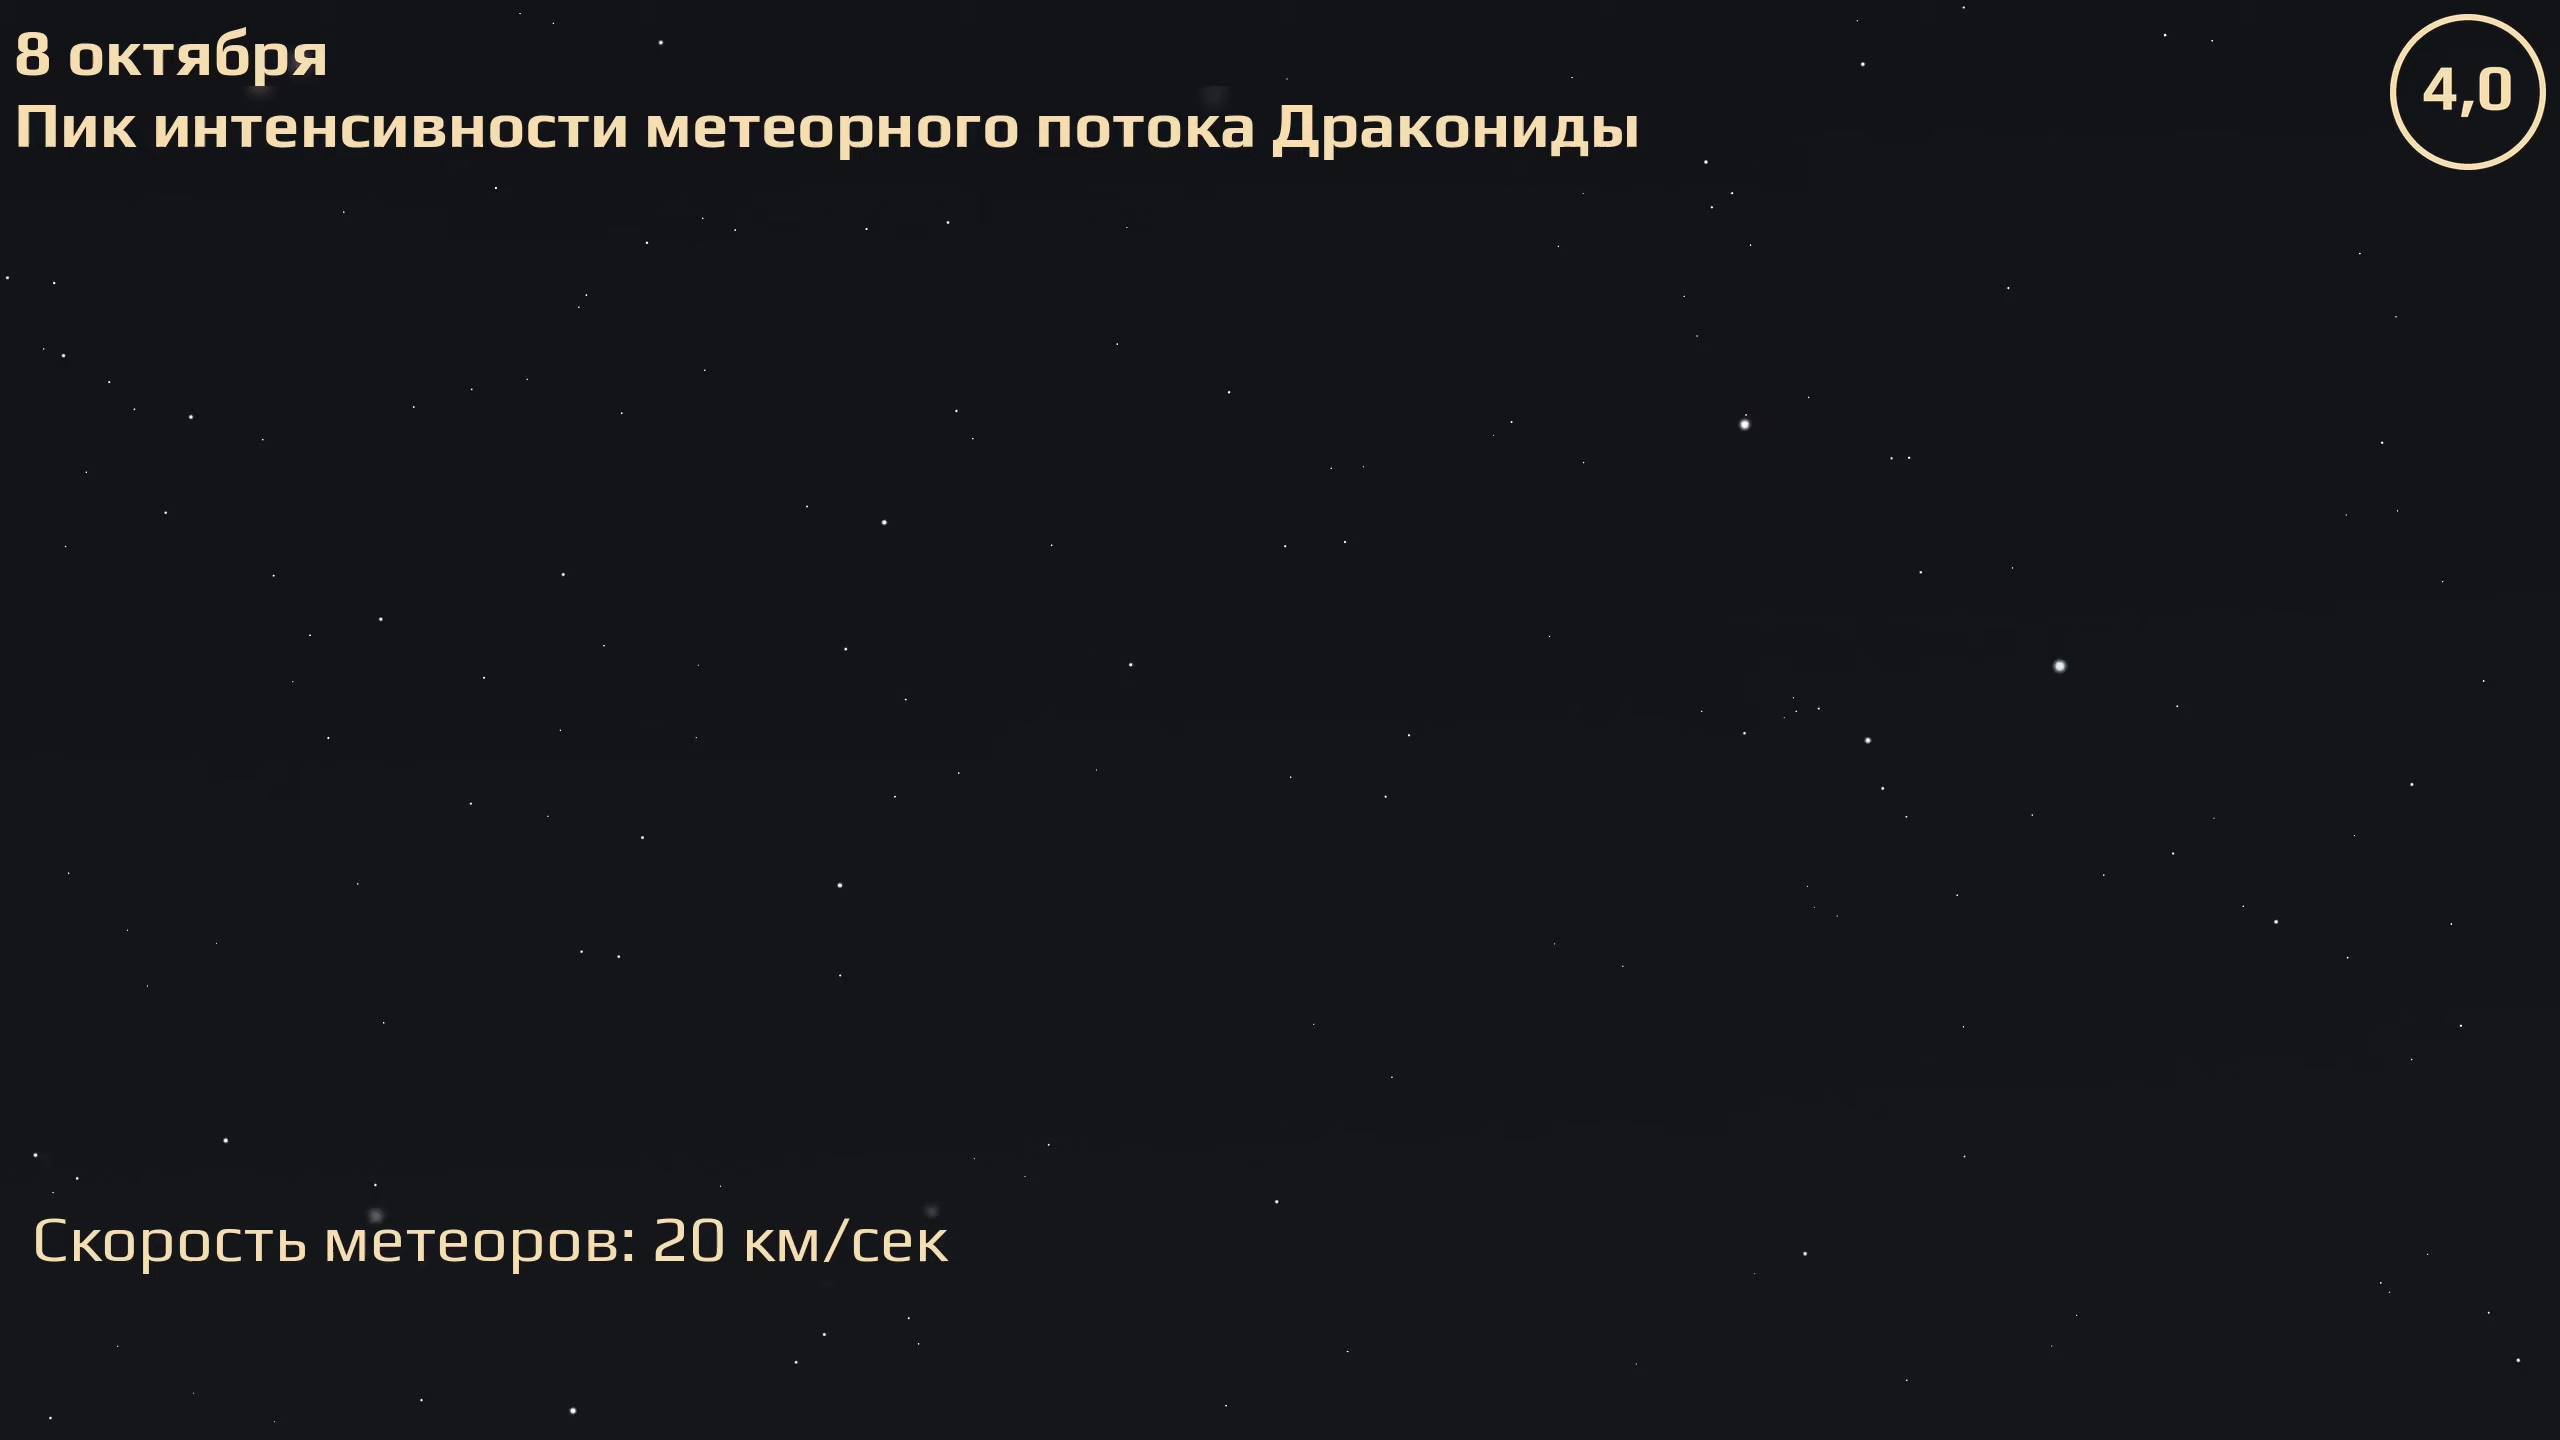 8 октября
Пик интенсивности метеорного потока Дракониды
4,0
Скорость метеоров: 20 км/сек